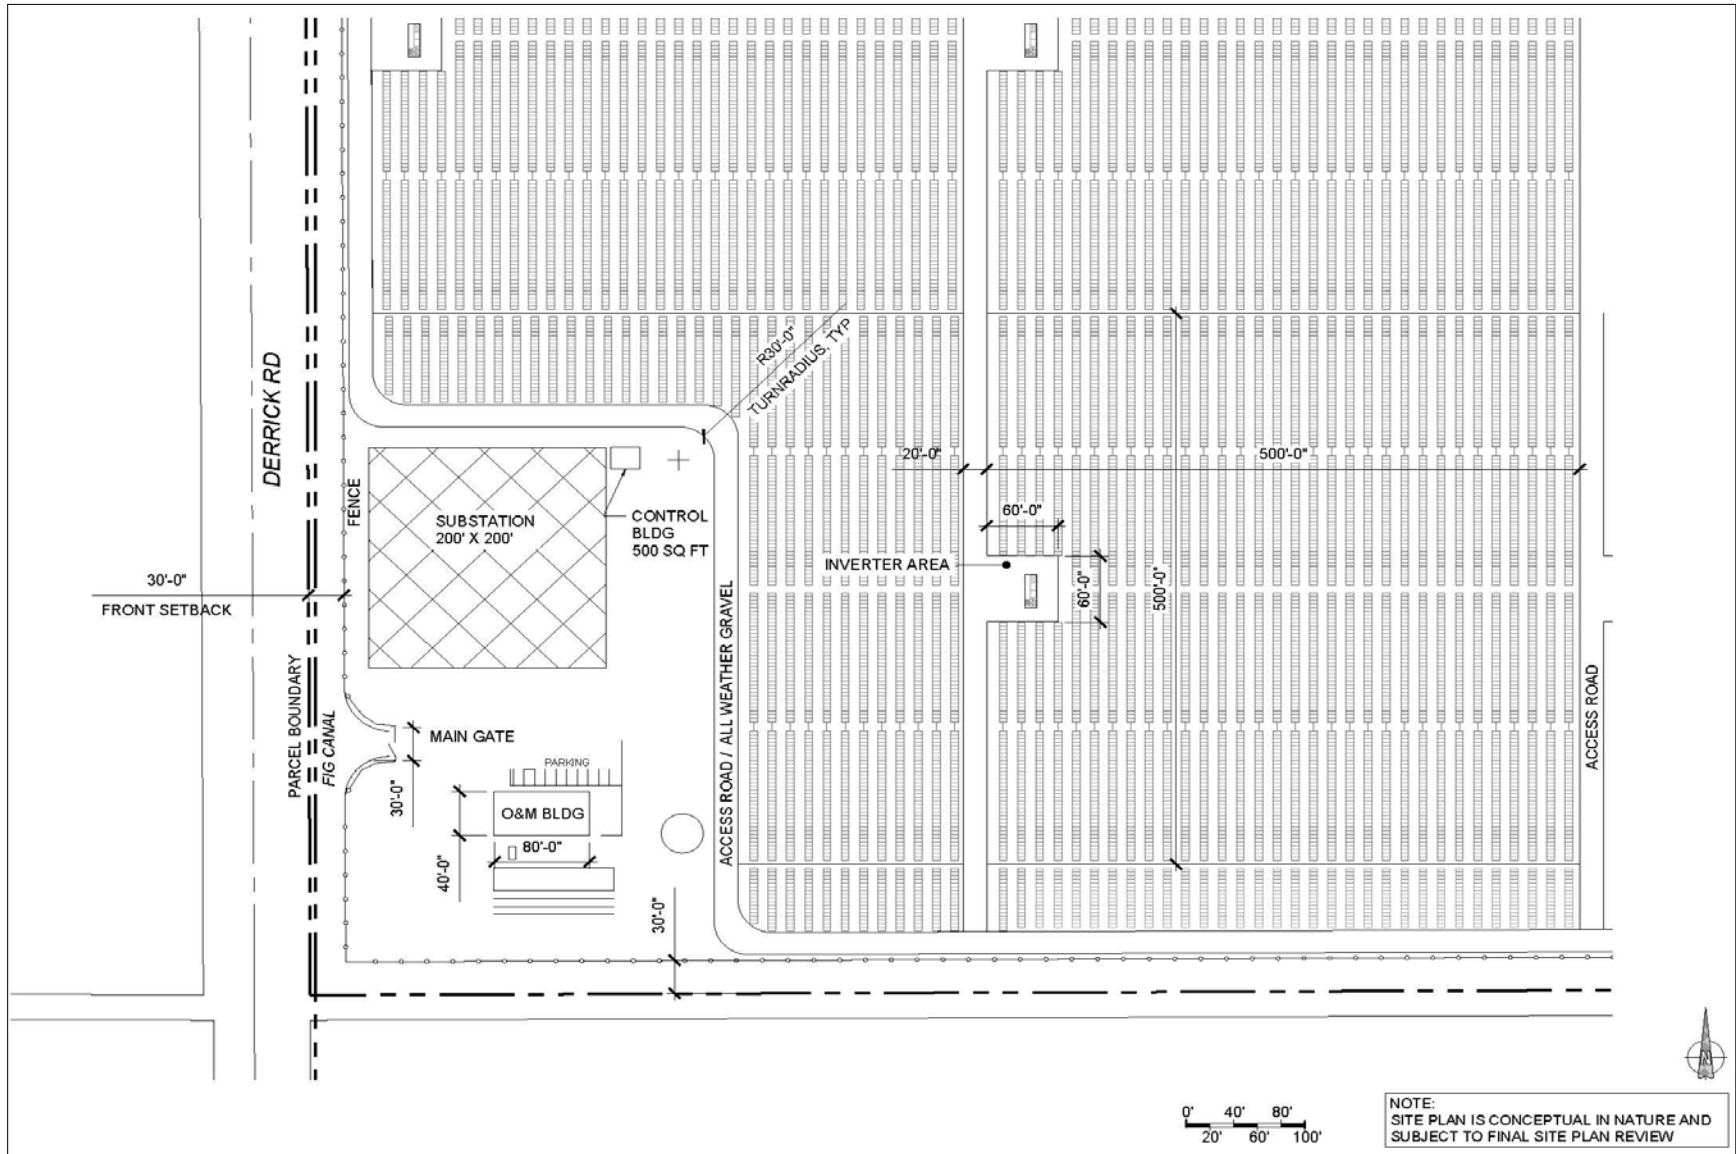 R30'-0"
TURNRADIUS, TYP
DERRICK RD
20'-0"
500'-0"
FENCE
SUBSTATION
200' X 200'
CONTROL
BLDG
500 SQ FT
60'-0"
INVERTER AREA
60'-0"
500'-0"
30'-0"
FRONT SETBACK
ACCESS ROAD / ALL WEATHER GRAVEL
PARCEL BOUNDARY
FIG CANAL
MAIN GATE
30'-0"
PARKING
O&M BLDG
80'-0"
40'-0"
30'-0"
ACCESS ROAD
N
0' 40' 80'
20' 60' 100'
NOTE:
SITE PLAN IS CONCEPTUAL IN NATURE AND
SUBJECT TO FINAL SITE PLAN REVIEW